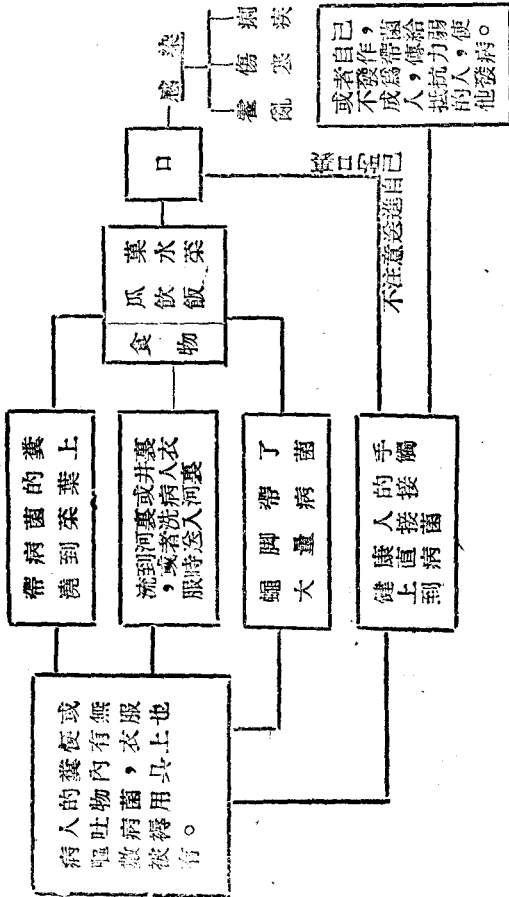 病人的糞便或
嘔吐物內有無
數病菌，衣服
被褥用具上也
有。
帶病菌的糞
澆到菜葉上
流到河裏或井裏
，或者洗病人衣
服時送入河裏
蠅脚帶了
大量病菌
健康人的手
上直接接觸
到病菌
食物
瓜菓
飲水
飯菜
口
不注意送進自己
感染
霍亂
傷寒
痢疾
或者自己
不發作，
成爲帶菌
人，傳給
抵抗力弱
的人，使
他發病。